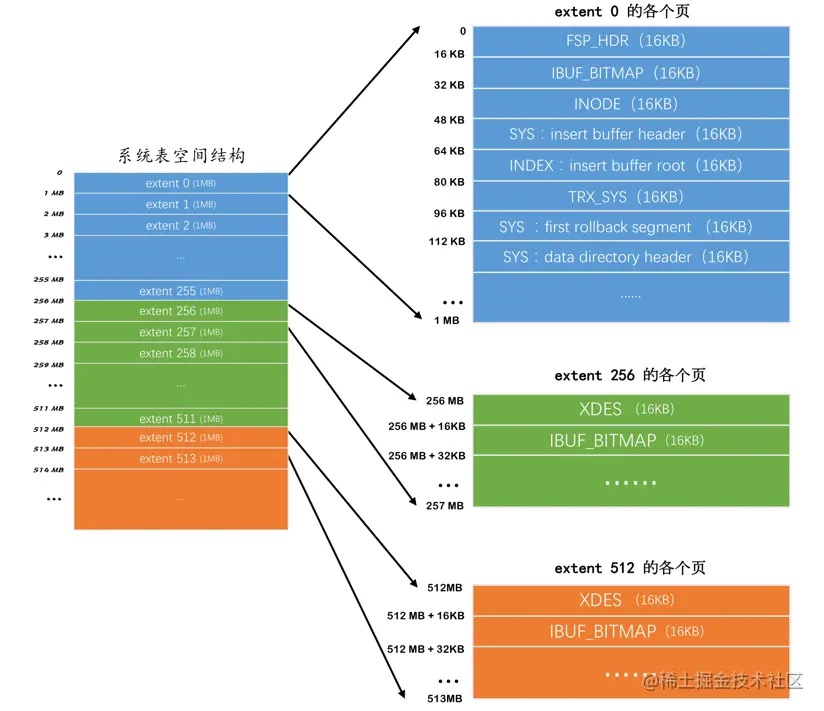 系统表空间结构
0
extent 0 (1MB)
1 MB
extent 1 (1MB)
2 MB
extent 2 (1MB)
3 MB
...
...
255 MB
extent 255 (1MB)
256 MB
extent 256 (1MB)
257 MB
extent 257 (1MB)
258 MB
extent 258 (1MB)
259 MB
...
...
511 MB
extent 511 (1MB)
512 MB
extent 512 (1MB)
513 MB
extent 513 (1MB)
514 MB
...
...
extent 0 的各个页
0
FSP_HDR（16KB）
16 KB
IBUF_BITMAP（16KB）
32 KB
INODE（16KB）
48 KB
SYS：insert buffer header（16KB）
64 KB
INDEX：insert buffer root（16KB）
80 KB
TRX_SYS（16KB）
96 KB
SYS ：first rollback segment （16KB）
112 KB
SYS：data directory header（16KB）
......
...
1 MB
extent 256 的各个页
256 MB
XDES （16KB）
256 MB + 16KB
IBUF_BITMAP（16KB）
256 MB + 32KB
......
...
257 MB
extent 512 的各个页
512MB
XDES （16KB）
512 MB + 16KB
IBUF_BITMAP（16KB）
512 MB + 32KB
......
...
513MB
@稀土掘金技术社区